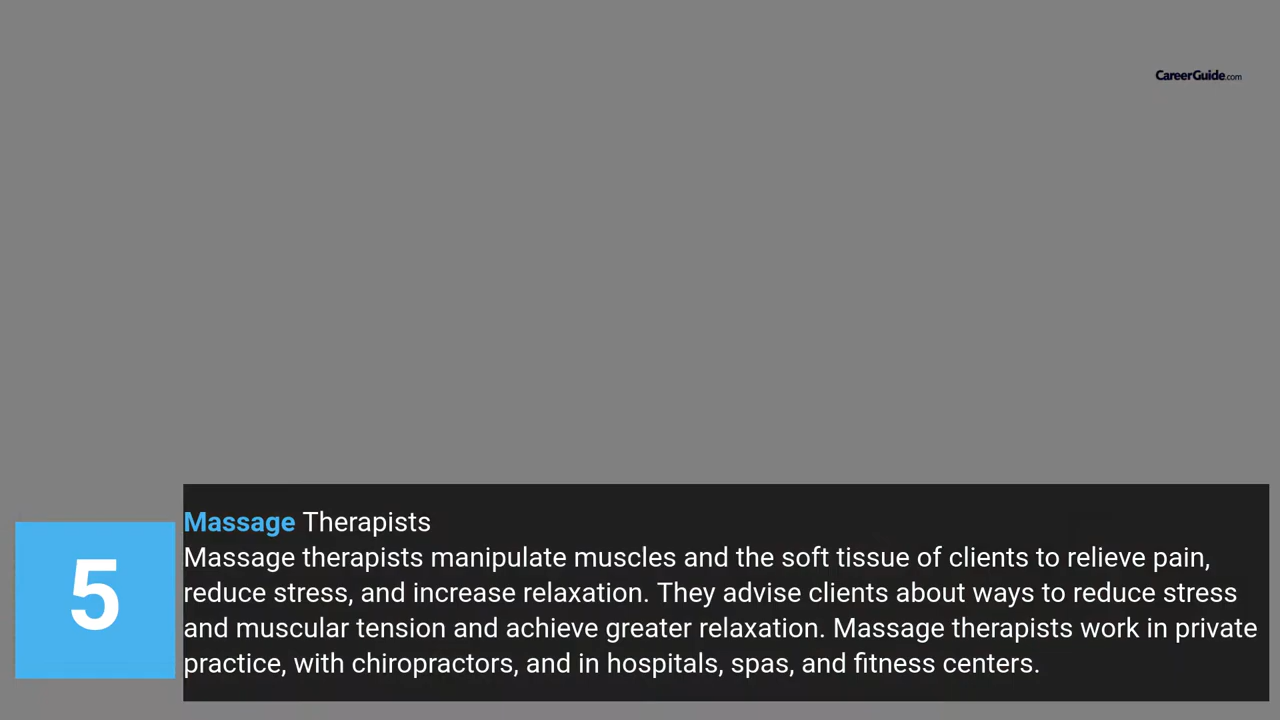 CareerGuide.com
Massage Therapists
5
Massage therapists manipulate muscles and the soft tissue of clients to relieve pain,
reduce stress, and increase relaxation. They advise clients about ways to reduce stress
and muscular tension and achieve greater relaxation. Massage therapists work in private
practice, with chiropractors, and in hospitals, spas, and fitness centers.